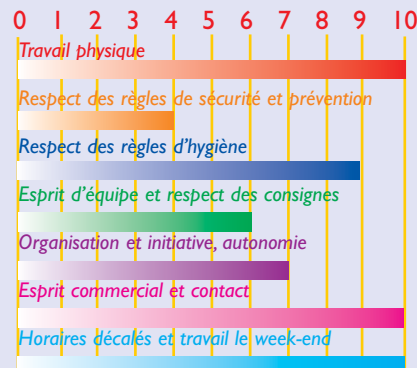 0 1 2 3 4 5 6 7 8 9 10
Travail physique
Respect des règles de sécurité et prévention
Respect des règles d'hygiène
Esprit d'équipe et respect des consignes
Organisation et initiative, autonomie
Esprit commercial et contact
Horaires décalés et travail le week-end